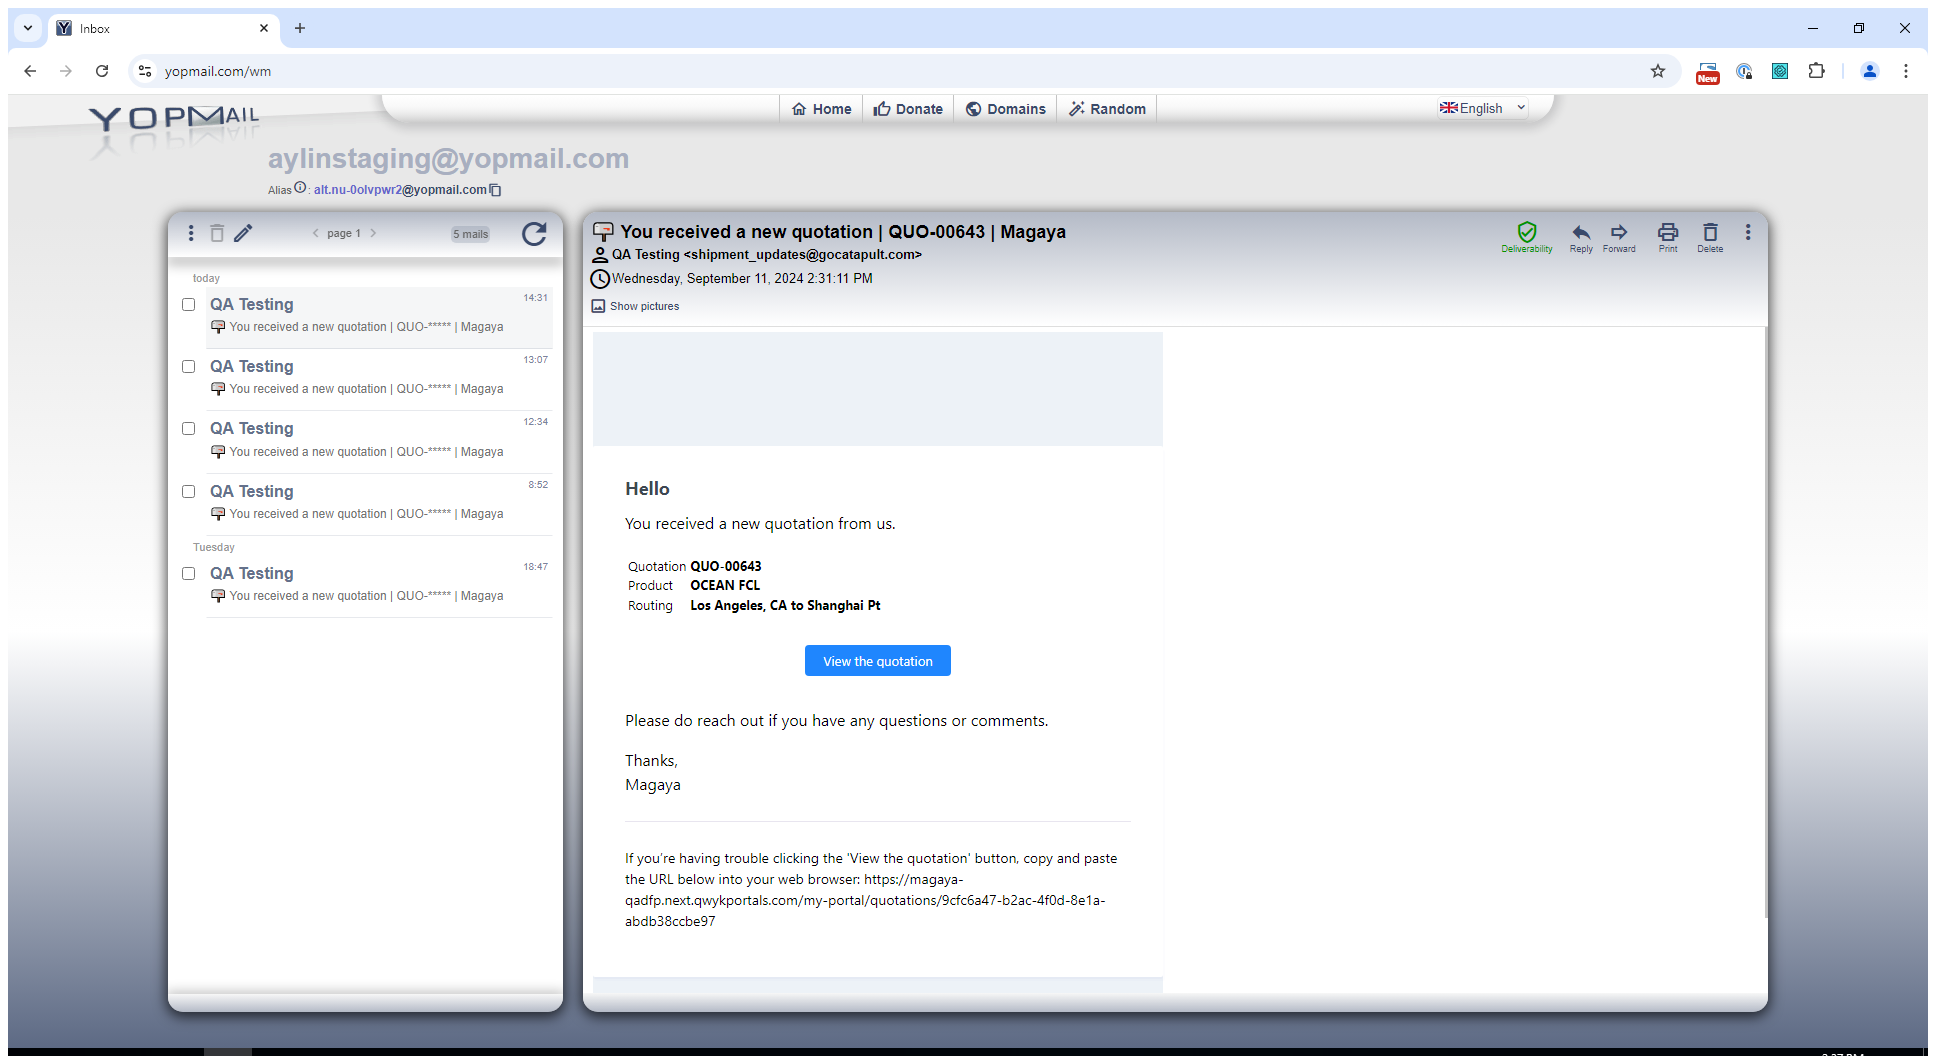 Inbox
yopmail.com/wm
New
YOPMAIL
Home
Donate
Domains
Random
English
aylinstaging@yopmail.com
Alias : alt.nu-0olvpwr2@yopmail.com
page 1
5 mails
today
QA Testing 14:31
You received a new quotation | QUO-***** | Magaya
QA Testing 13:07
You received a new quotation | QUO-***** | Magaya
QA Testing 12:34
You received a new quotation | QUO-***** | Magaya
QA Testing 8:52
You received a new quotation | QUO-***** | Magaya
Tuesday
QA Testing 18:47
You received a new quotation | QUO-***** | Magaya
You received a new quotation | QUO-00643 | Magaya
QA Testing <shipment_updates@gocatapult.com>
Wednesday, September 11, 2024 2:31:11 PM
Show pictures
Deliverability
Reply
Forward
Print
Delete
Hello
You received a new quotation from us.
Quotation QUO-00643
Product OCEAN FCL
Routing Los Angeles, CA to Shanghai Pt
View the quotation
Please do reach out if you have any questions or comments.
Thanks,
Magaya
If you're having trouble clicking the 'View the quotation' button, copy and paste
the URL below into your web browser: https://magaya-
qadfp.next.qwykportals.com/my-portal/quotations/9cfc6a47-b2ac-4f0d-8e1a-
abdb38ccbe97